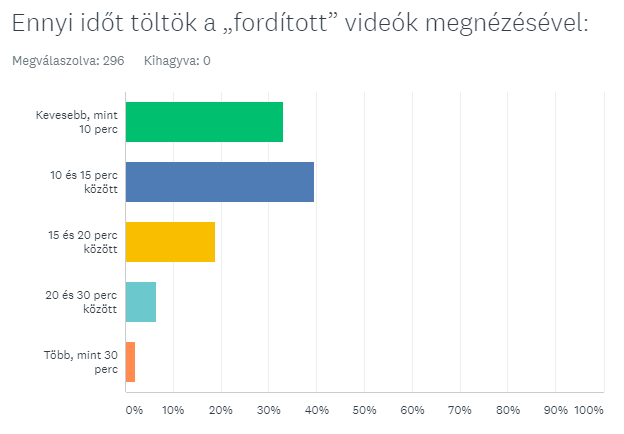 Ennyi időt töltök a „fordított” videók megnézésével:
Megválaszolva: 296 Kihagyva: 0
Kevesebb, mint
10 perc
10 és 15 perc
között
15 és 20 perc
között
20 és 30 perc
között
Több, mint 30
perc
0% 10% 20% 30% 40% 50% 60% 70% 80% 90% 100%